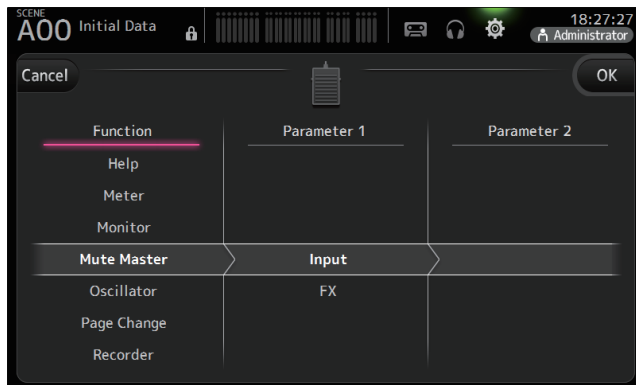 SCENE
A00 Initial Data
18:27:27
Administrator
Cancel
OK
Function
Parameter 1
Parameter 2
Help
Meter
Monitor
Mute Master
Input
Oscillator
FX
Page Change
Recorder